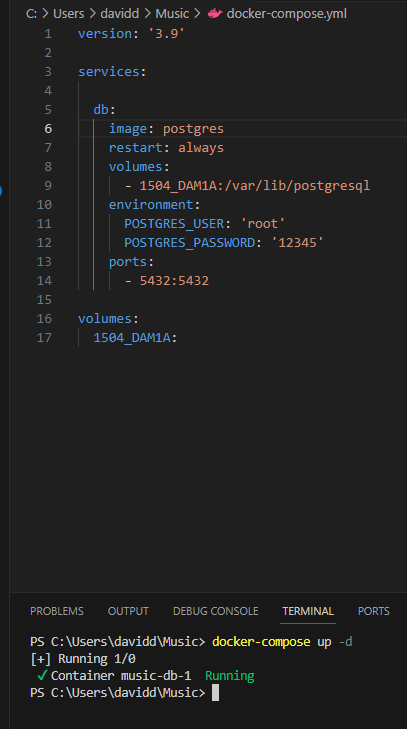 C: > Users > davidd > Music > docker-compose.yml
1 version: '3.9'
2
3 services:
4
5 db:
6 image: postgres
7 restart: always
8 volumes:
9 - 1504_DAM1A:/var/lib/postgresql
10 environment:
11 POSTGRES_USER: 'root'
12 POSTGRES_PASSWORD: '12345'
13 ports:
14 - 5432:5432
15
16 volumes:
17 1504_DAM1A:
PROBLEMS OUTPUT DEBUG CONSOLE TERMINAL PORTS
PS C:\Users\davidd\Music> docker-compose up -d
[+] Running 1/0
✔ Container music-db-1 Running
PS C:\Users\davidd\Music>